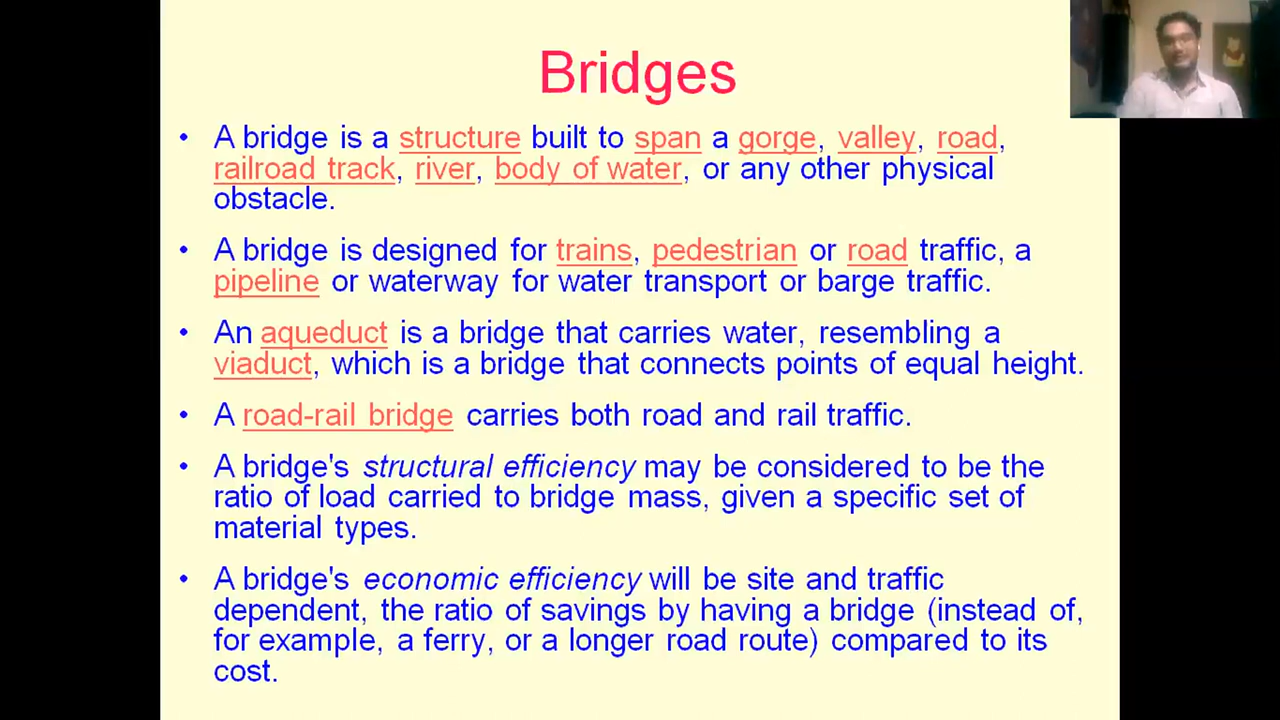 Bridges
• A bridge is a structure built to span a gorge, valley, road,
railroad track, river, body of water, or any other physical
obstacle.
• A bridge is designed for trains, pedestrian or road traffic, a
pipeline or waterway for water transport or barge traffic.
• An aqueduct is a bridge that carries water, resembling a
viaduct, which is a bridge that connects points of equal height.
• A road-rail bridge carries both road and rail traffic.
• A bridge's structural efficiency may be considered to be the
ratio of load carried to bridge mass, given a specific set of
material types.
• A bridge's economic efficiency will be site and traffic
dependent, the ratio of savings by having a bridge (instead of,
for example, a ferry, or a longer road route) compared to its
cost.